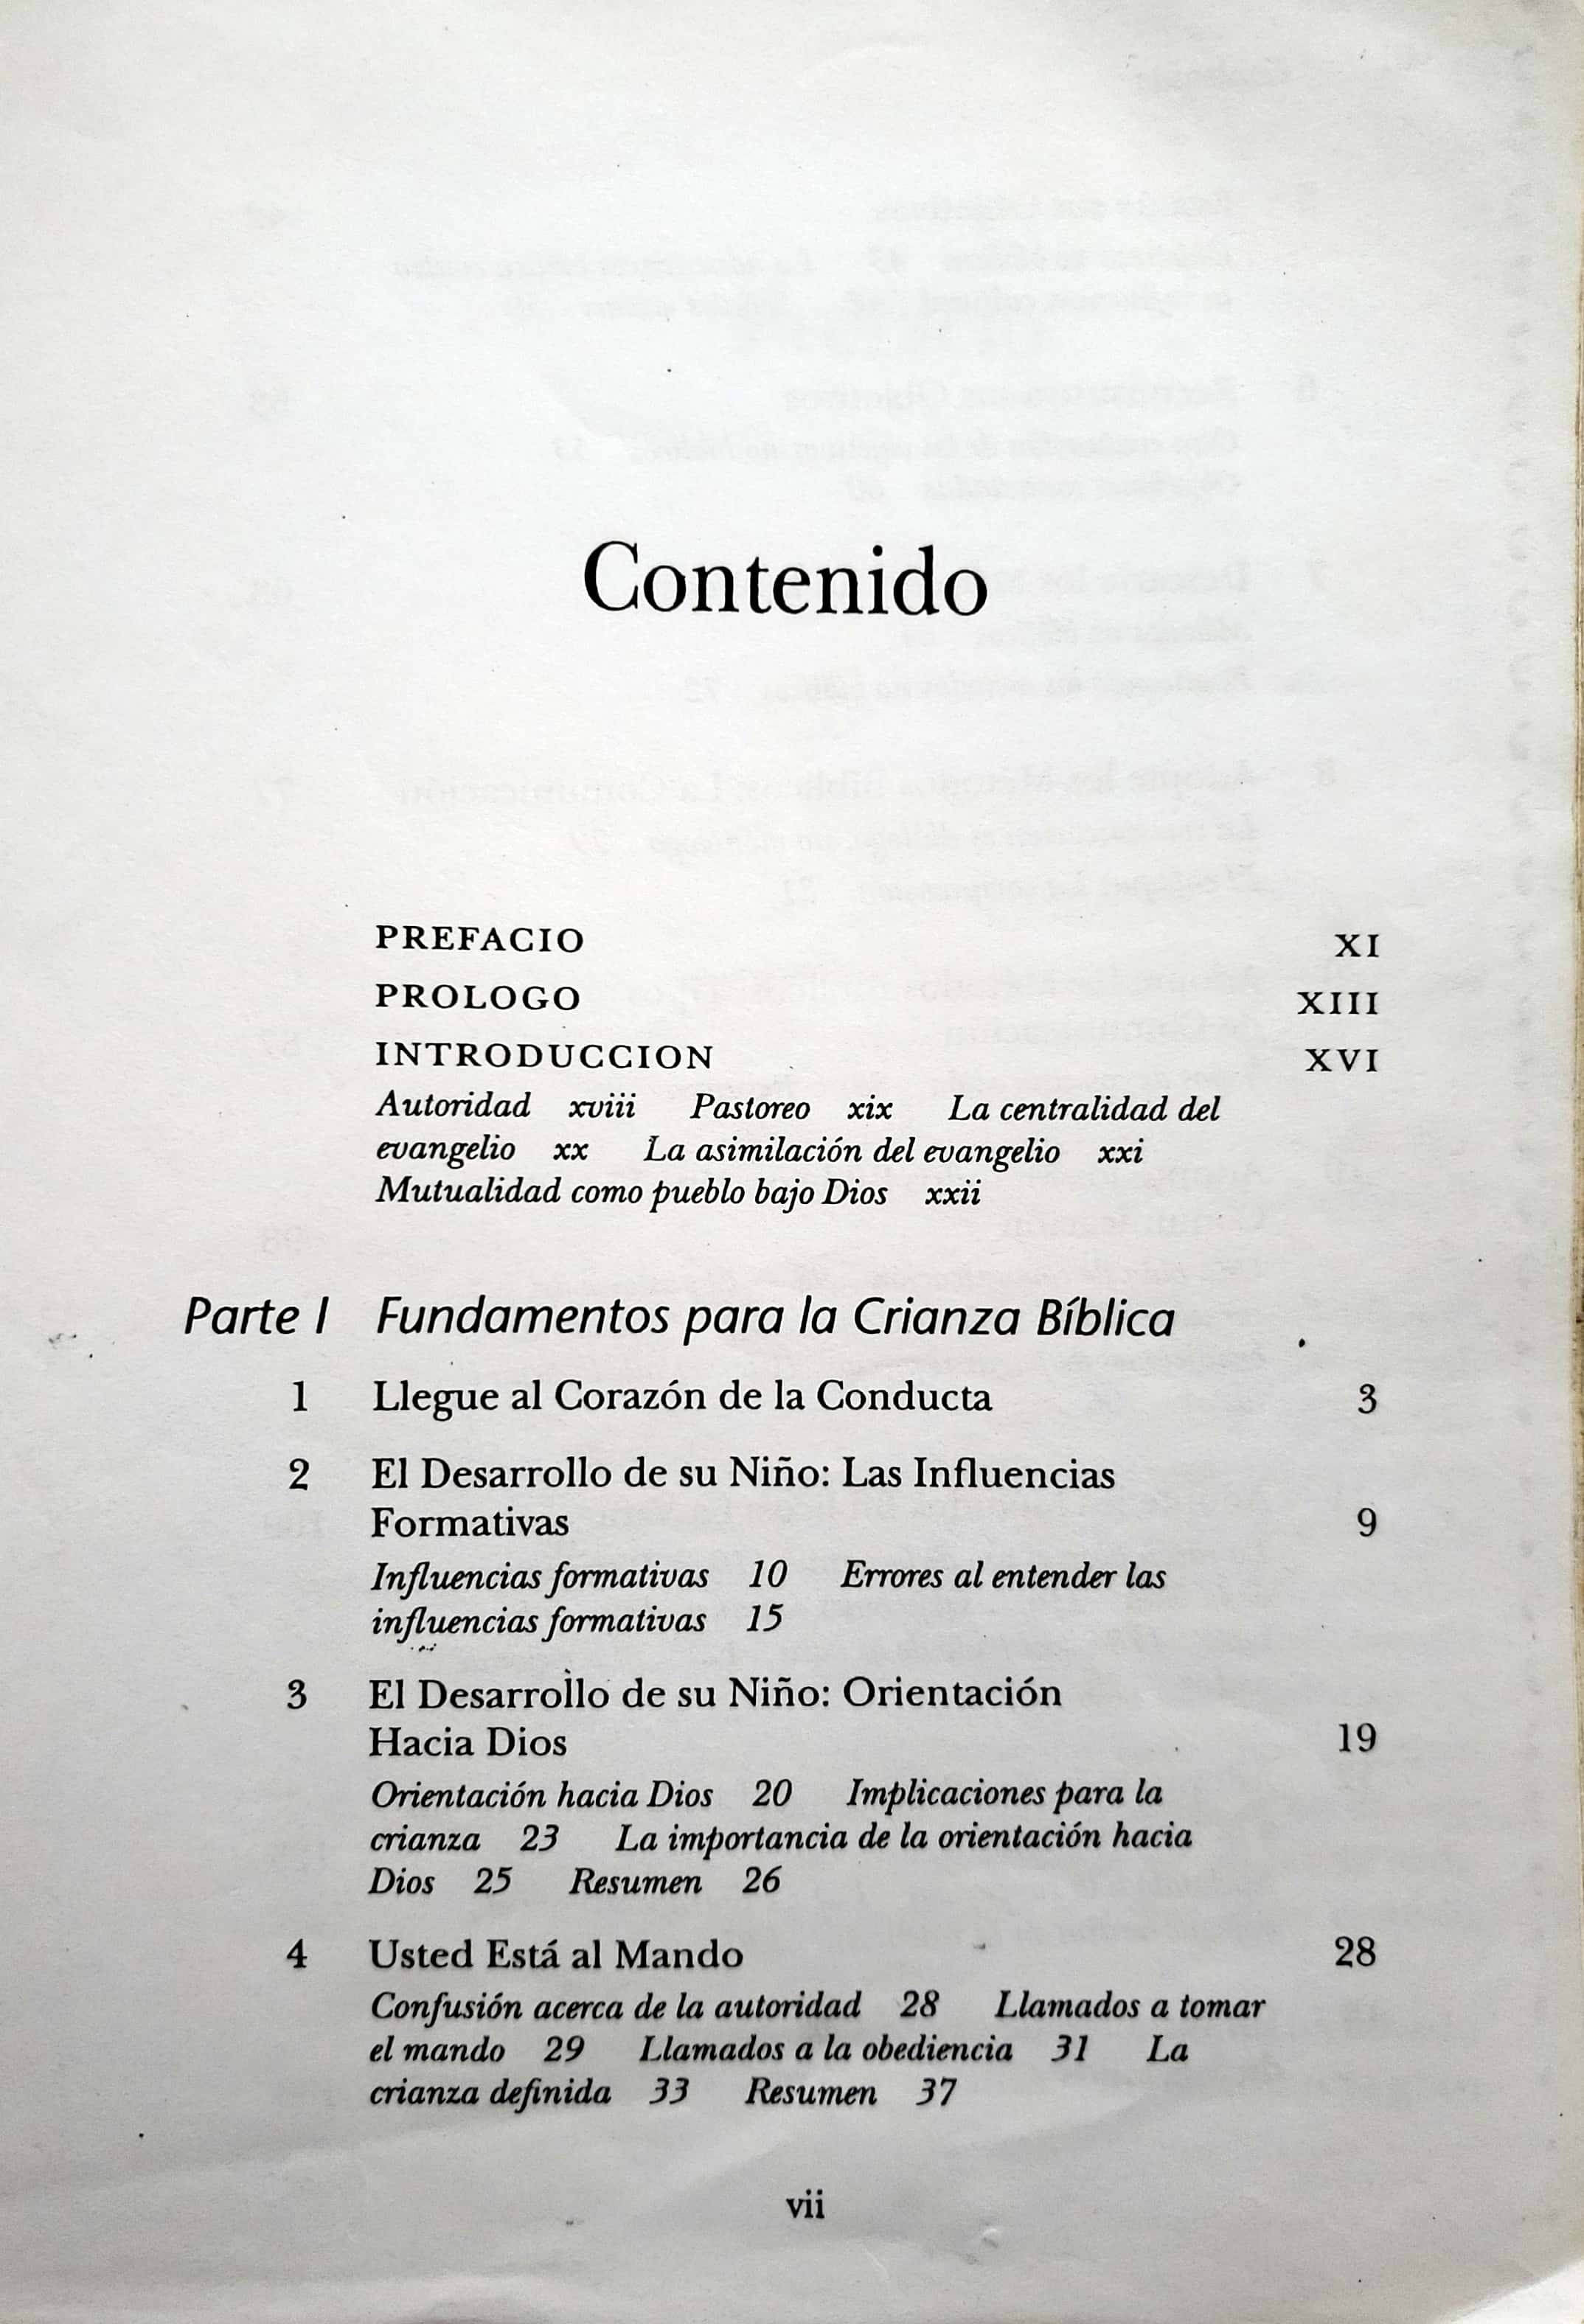 Contenido
PREFACIO XI
PROLOGO XIII
INTRODUCCION XVI
Autoridad xviii Pastoreo xix La centralidad del
evangelio xx La asimilación del evangelio xxi
Mutualidad como pueblo bajo Dios xxii
Parte I Fundamentos para la Crianza Bíblica
1 Llegue al Corazón de la Conducta 3
2 El Desarrollo de su Niño: Las Influencias
Formativas 9
Influencias formativas 10 Errores al entender las
influencias formativas 15
3 El Desarrollo de su Niño: Orientación
Hacia Dios 19
Orientación hacia Dios 20 Implicaciones para la
crianza 23 La importancia de la orientación hacia
Dios 25 Resumen 26
4 Usted Está al Mando 28
Confusión acerca de la autoridad 28 Llamados a tomar
el mando 29 Llamados a la obediencia 31 La
crianza definida 33 Resumen 37
vii